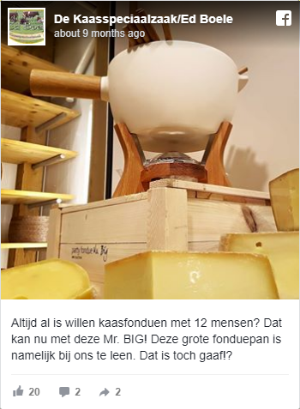 De Kaasspeciaalzaak/Ed Boele
about 9 months ago
Altijd al is willen kaasfonduen met 12 mensen? Dat
kan nu met deze Mr. BIG! Deze grote fonduepan is
namelijk bij ons te leen. Dat is toch gaaf!?
20
2
2